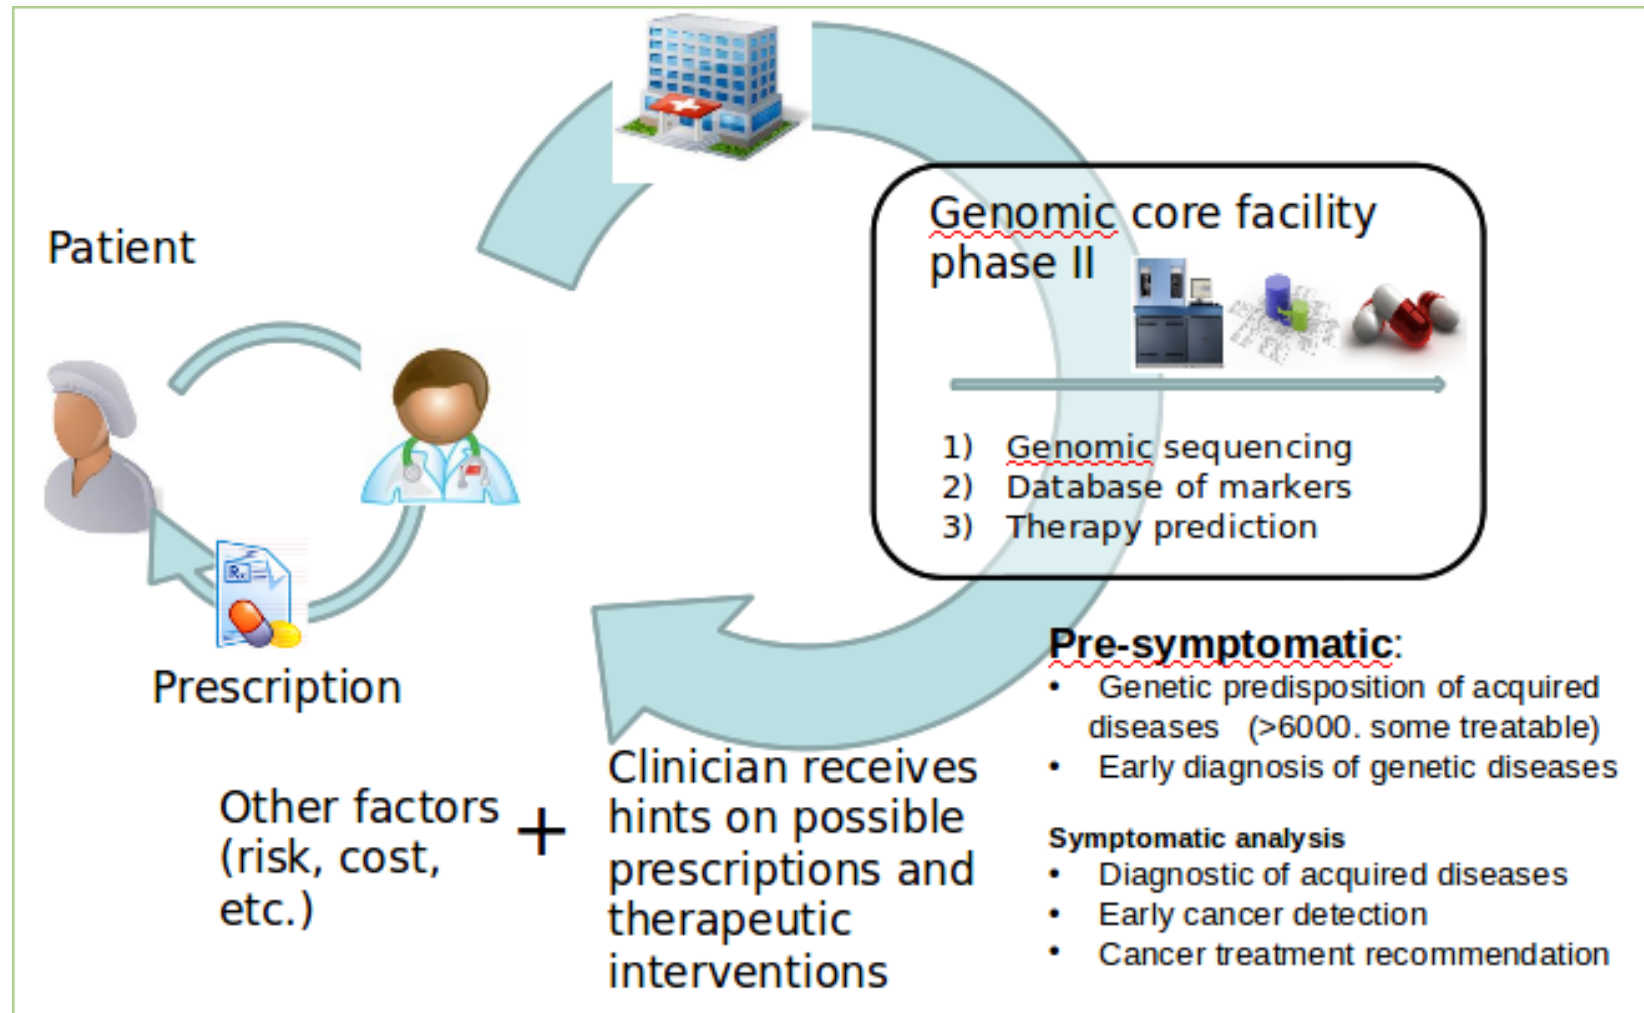 Patient
Genomic core facility
phase II
1) Genomic sequencing
2) Database of markers
3) Therapy prediction
Rx
Prescription
Other factors
(risk, cost,
etc.)
+
Clinician receives
hints on possible
prescriptions and
therapeutic
interventions
Pre-symptomatic:
• Genetic predisposition of acquired
diseases (>6000. some treatable)
• Early diagnosis of genetic diseases
Symptomatic analysis
• Diagnostic of acquired diseases
• Early cancer detection
• Cancer treatment recommendation